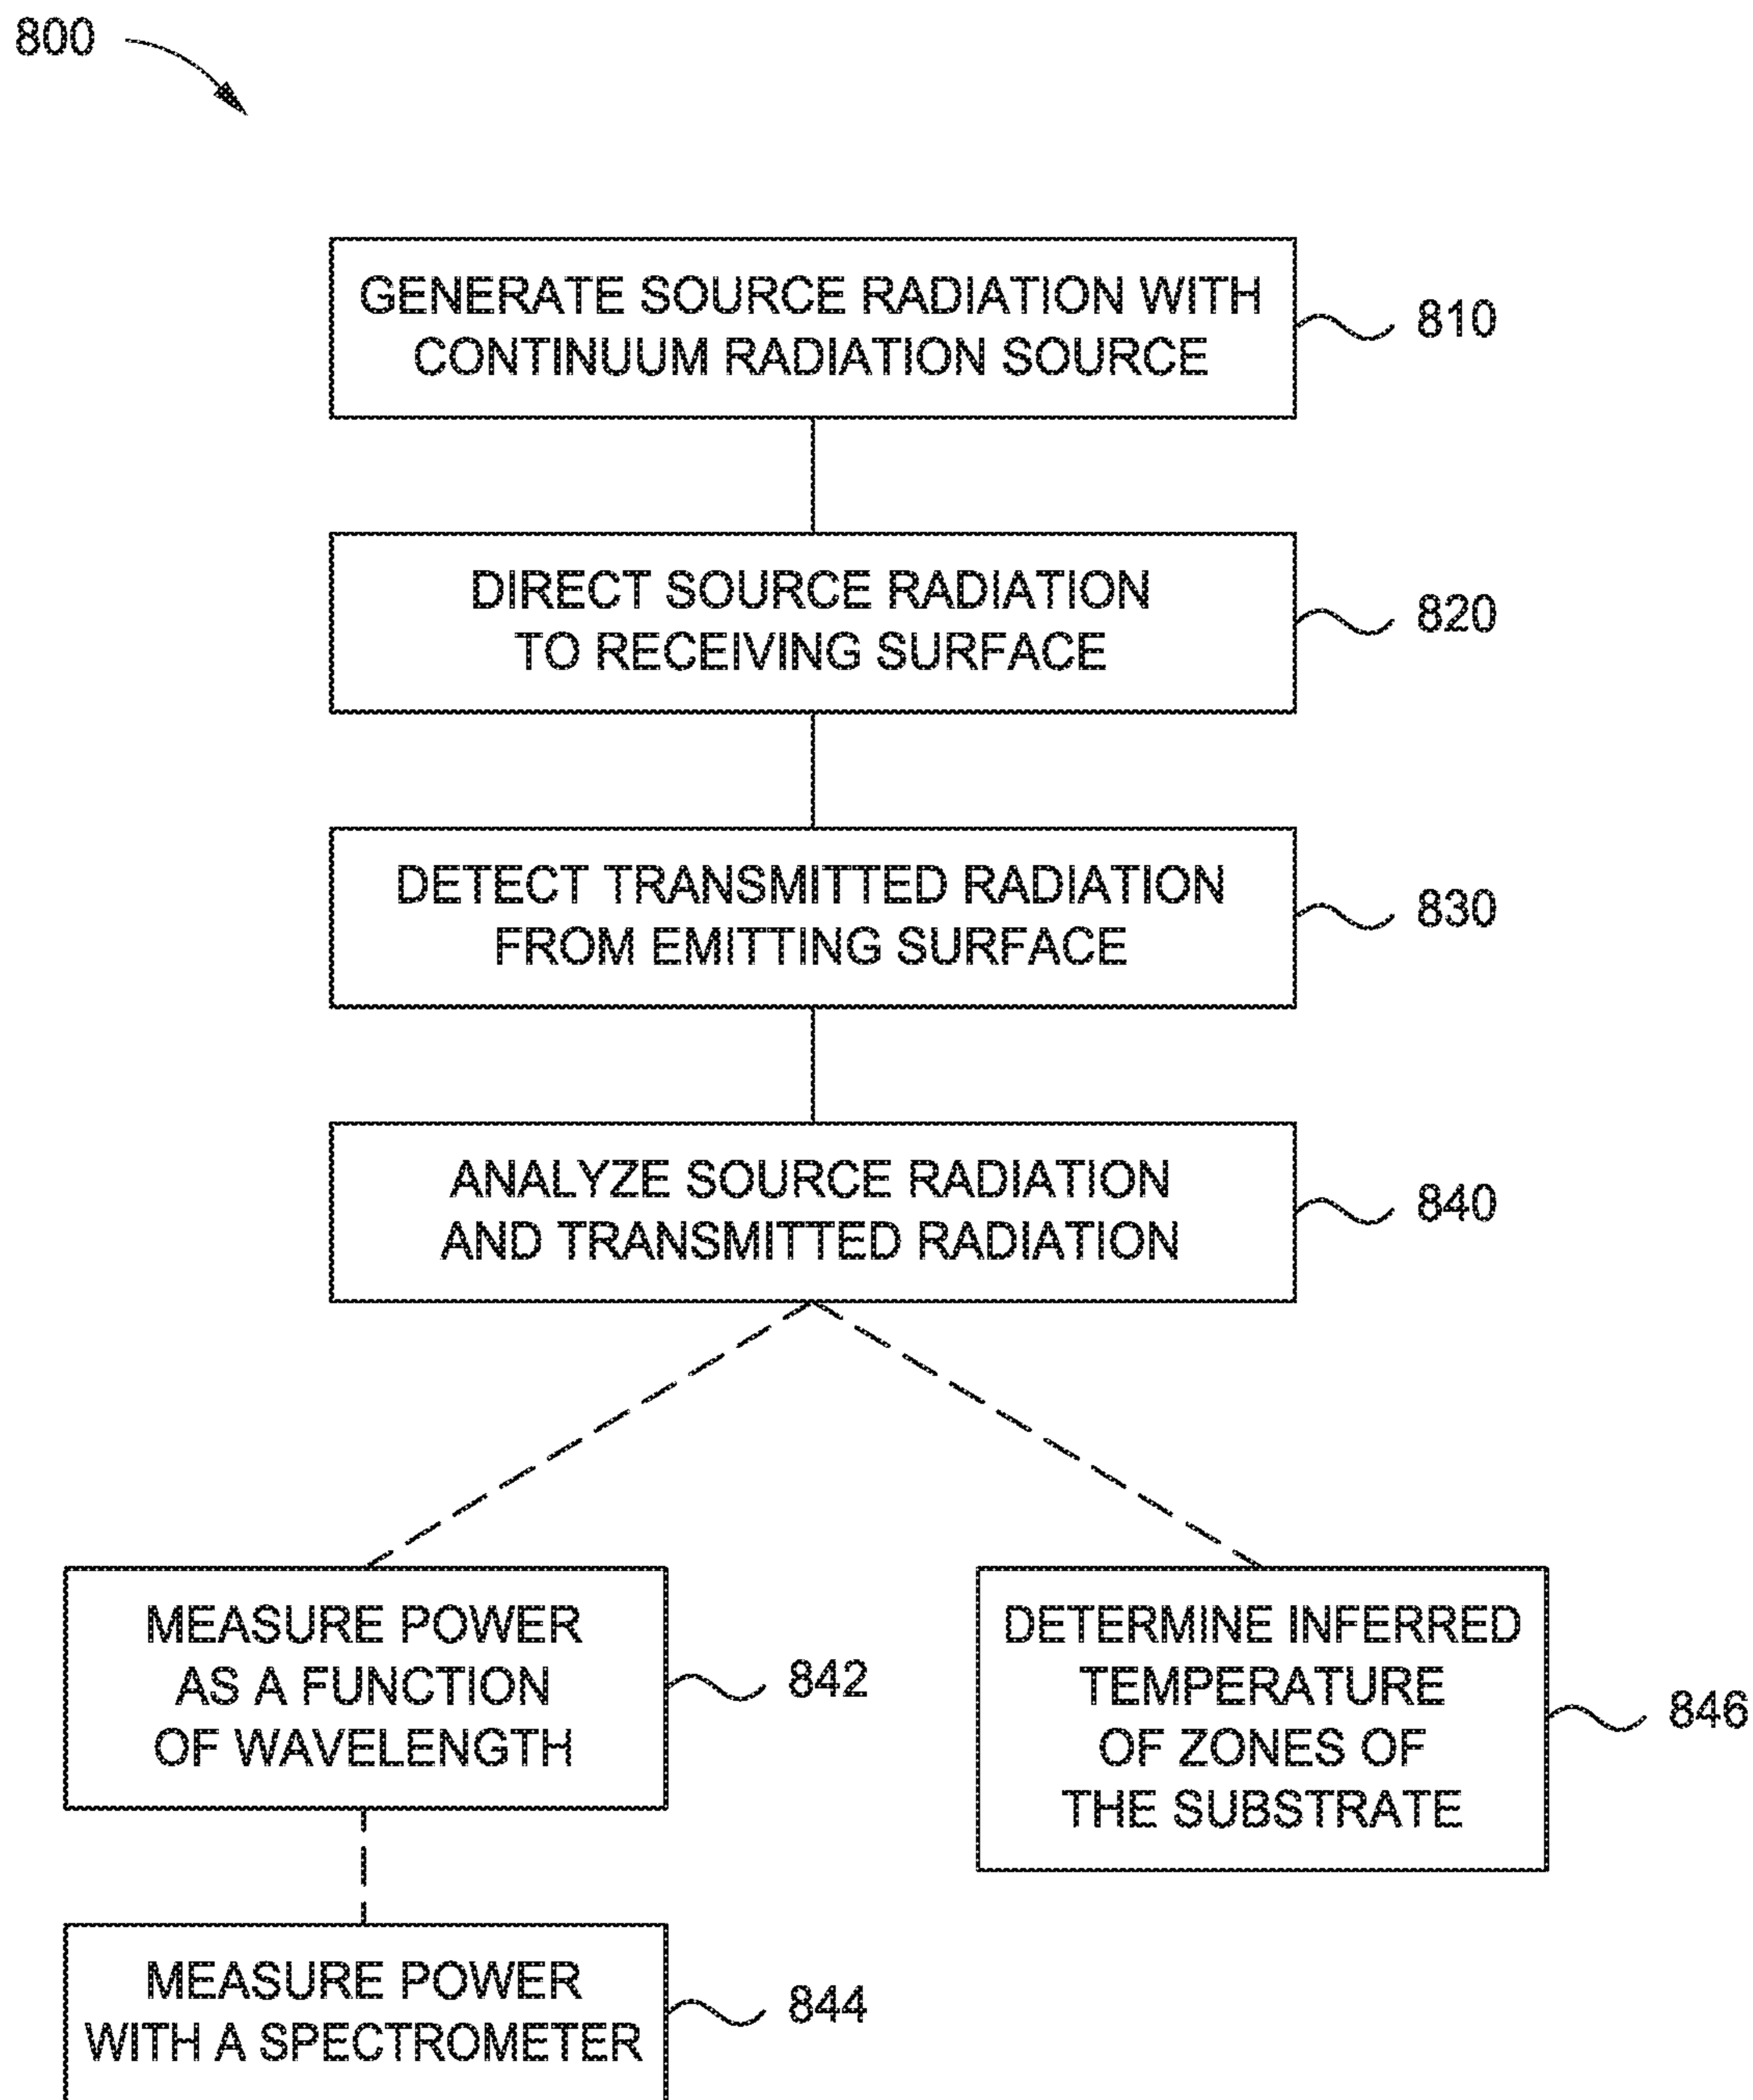 800
GENERATE SOURCE RADIATION WITH
CONTINUUM RADIATION SOURCE
810
DIRECT SOURCE RADIATION
TO RECEIVING SURFACE
820
DETECT TRANSMITTED RADIATION
FROM EMITTING SURFACE
830
ANALYZE SOURCE RADIATION
AND TRANSMITTED RADIATION
840
MEASURE POWER
AS A FUNCTION
OF WAVELENGTH
842
DETERMINE INFERRED
TEMPERATURE
OF ZONES OF
THE SUBSTRATE
846
MEASURE POWER
WITH A SPECTROMETER
844